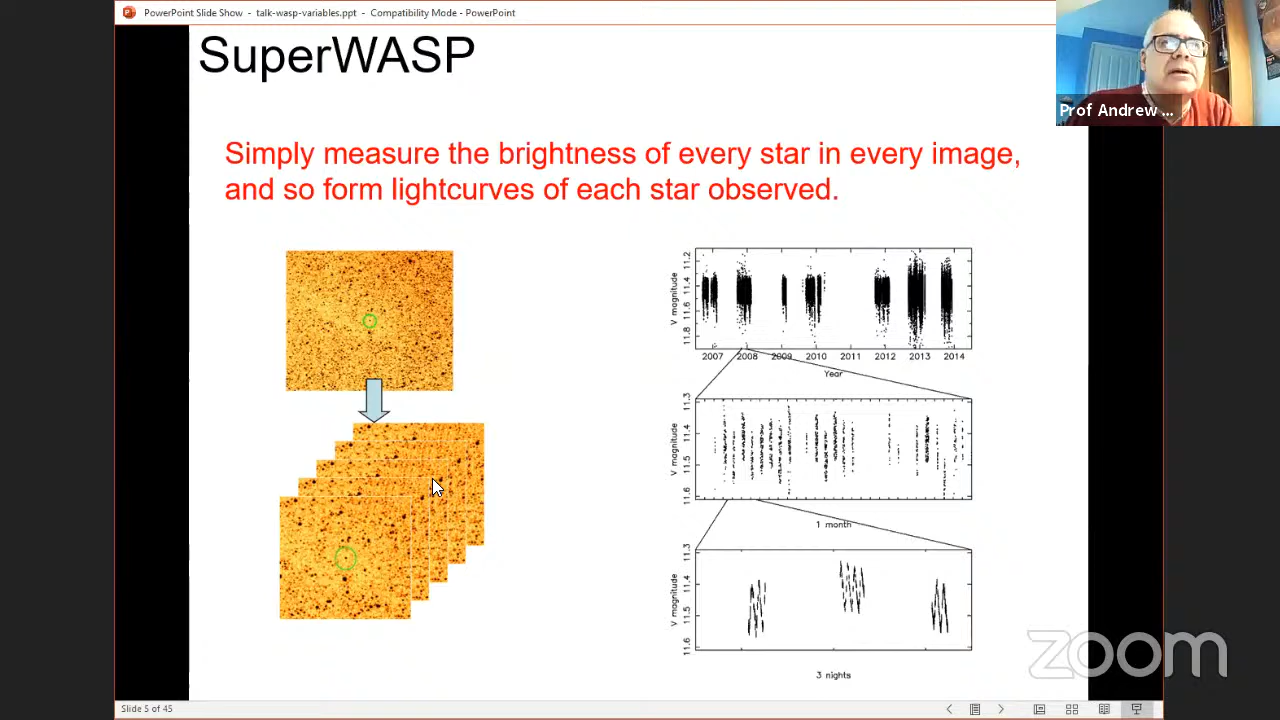 PowerPoint Slide Show - talk-wasp-variables.ppt - Compatibility Mode - PowerPoint
SuperWASP
Prof Andrew ...
Simply measure the brightness of every star in every image,
and so form lightcurves of each star observed.
V magnitude
11.2
11.4
11.6
11.8
2007 2008 2009 2010 2011 2012 2013 2014
Year
V magnitude
11.3
11.4
11.5
11.6
1 month
V magnitude
11.3
11.4
11.5
11.6
3 nights
zoom
Slide 5 of 45